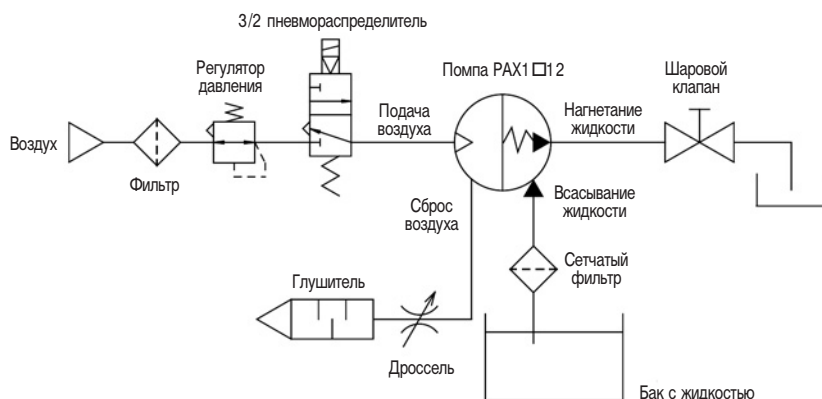 3/2 пневмораспределитель
Регулятор
давления
Помпа PAX1□12
Шаровой
клапан
Воздух
Подача
воздуха
Нагнетание
жидкости
Фильтр
Всасывание
жидкости
Сброс
воздуха
Сетчатый
фильтр
Глушитель
Дроссель
Бак с жидкостью